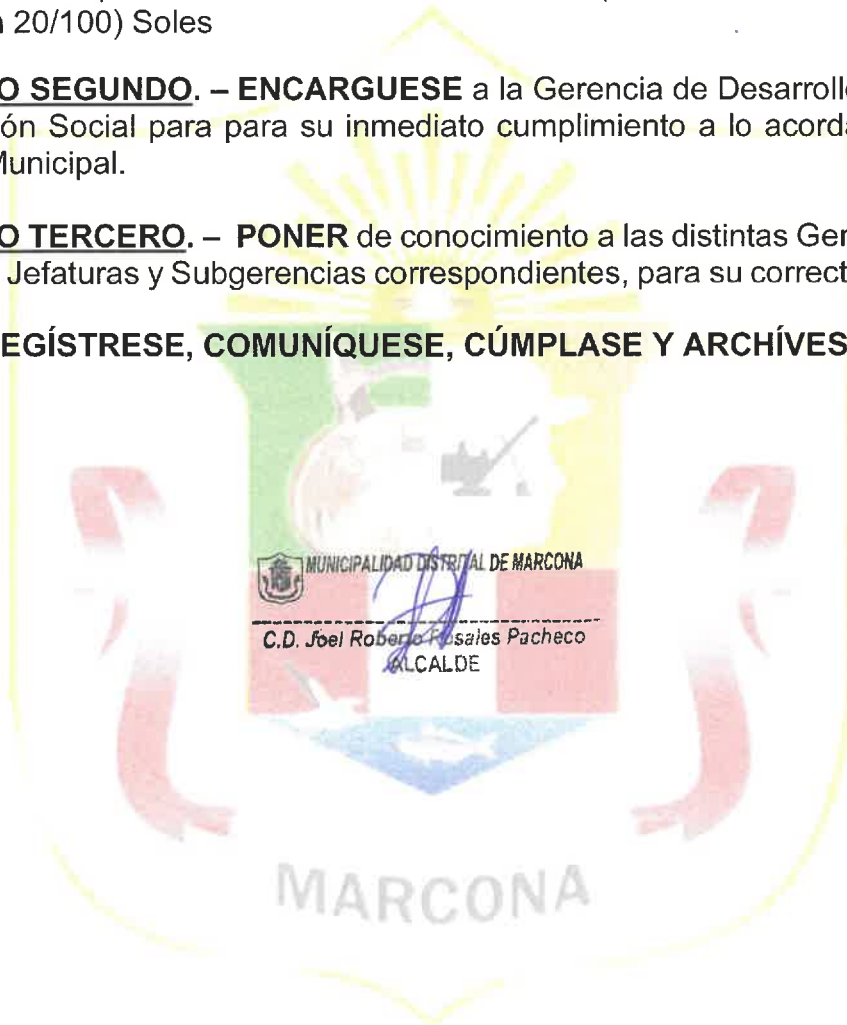 20/100) Soles
O SEGUNDO. – ENCARGUESE a la Gerencia de Desarroll
ón Social para para su inmediato cumplimiento a lo acord
Municipal.
O TERCERO. – PONER de conocimiento a las distintas Ger
Jefaturas y Subgerencias correspondientes, para su correct
EGÍSTRESE, COMUNÍQUESE, CÚMPLASE Y ARCHÍVES
MUNICIPALIDAD DISTRITAL DE MARCONA
C.D. Joel Roberto Rosales Pacheco
ALCALDE
MARCONA